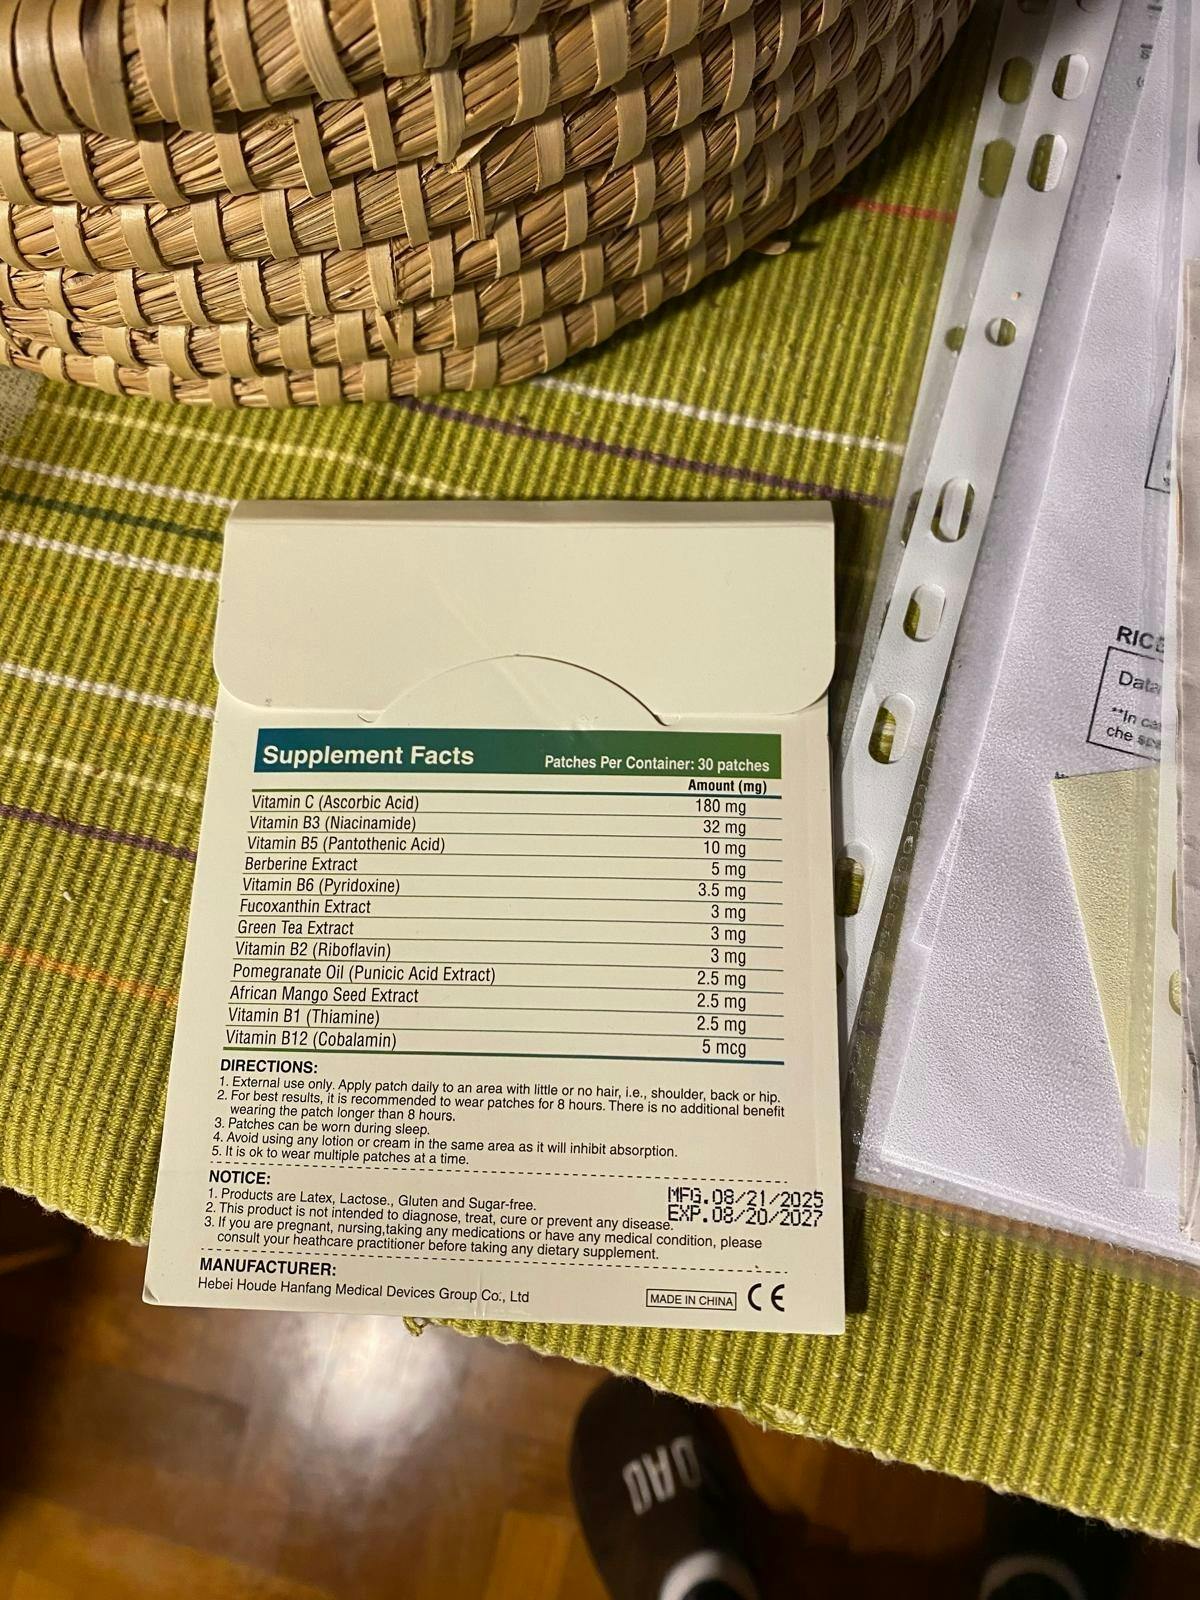 Supplement Facts Patches Per Container: 30 patches
Amount (mg)
Vitamin C (Ascorbic Acid) 180 mg
Vitamin B3 (Niacinamide) 32 mg
Vitamin B5 (Pantothenic Acid) 10 mg
Berberine Extract 5 mg
Vitamin B6 (Pyridoxine) 3.5 mg
Fucoxanthin Extract 3 mg
Green Tea Extract 3 mg
Vitamin B2 (Riboflavin) 3 mg
Pomegranate Oil (Punicic Acid Extract) 2.5 mg
African Mango Seed Extract 2.5 mg
Vitamin B1 (Thiamine) 2.5 mg
Vitamin B12 (Cobalamin) 5 mcg
DIRECTIONS:
1. External use only. Apply patch daily to an area with little or no hair, i.e., shoulder, back or hip.
2. For best results, it is recommended to wear patches for 8 hours. There is no additional benefit
wearing the patch longer than 8 hours.
3. Patches can be worn during sleep.
4. Avoid using any lotion or cream in the same area as it will inhibit absorption.
5. It is ok to wear multiple patches at a time.
NOTICE:
1. Products are Latex, Lactose., Gluten and Sugar-free.
2. This product is not intended to diagnose, treat, cure or prevent any disease.
3. If you are pregnant, nursing,taking any medications or have any medical condition, please
consult your heathcare practitioner before taking any dietary supplement.
MFG.08/21/2025
EXP.08/20/2027
MANUFACTURER:
Hebei Houde Hanfang Medical Devices Group Co., Ltd
MADE IN CHINA CE
Data
**In
che
DAD